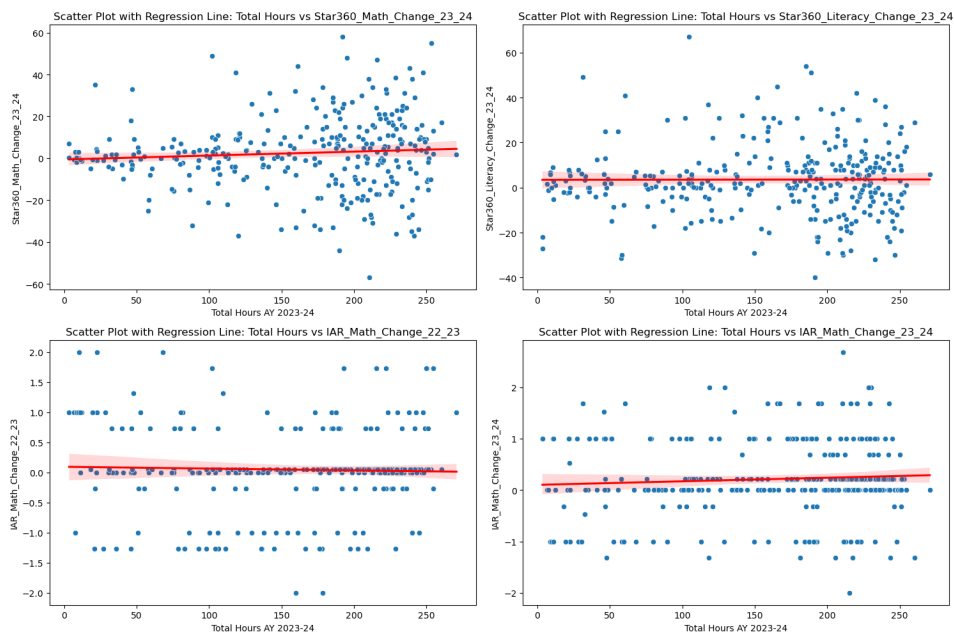 Scatter Plot with Regression Line: Total Hours vs Star360_Math_Change_23_24
Star360_Math_Change_23_24
60
40
20
0
−20
−40
−60
0 50 100 150 200 250
Total Hours AY 2023-24
Scatter Plot with Regression Line: Total Hours vs Star360_Literacy_Change_23_24
Star360_Literacy_Change_23_24
60
40
20
0
−20
−40
0 50 100 150 200 250
Total Hours AY 2023-24
Scatter Plot with Regression Line: Total Hours vs IAR_Math_Change_22_23
IAR_Math_Change_22_23
2.0
1.5
1.0
0.5
0.0
−0.5
−1.0
−1.5
−2.0
0 50 100 150 200 250
Total Hours AY 2023-24
Scatter Plot with Regression Line: Total Hours vs IAR_Math_Change_23_24
IAR_Math_Change_23_24
2
1
0
−1
−2
0 50 100 150 200 250
Total Hours AY 2023-24